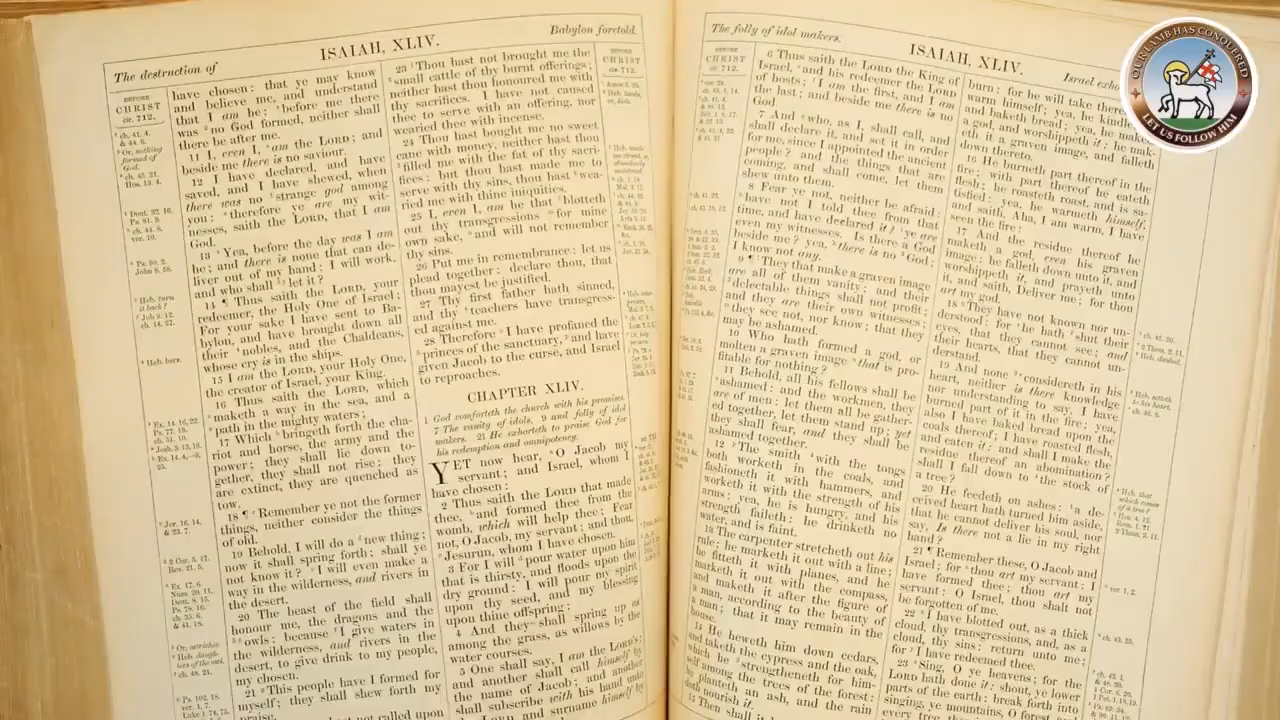 The destruction of
ISAIAH, XLIV.
Babylon foretold.
BEFORE
CHRIST
cir. 712.
have chosen: that ye may know
and believe me, and understand
that I am he: before me there
was no God formed, neither shall
there be after me.
11 I, even I, am the LORD; and
beside me there is no saviour.
12 I have declared, and have
saved, and I have shewed, when
there was no strange god among
you: therefore ye are my wit-
nesses, saith the LORD, that I am
God.
13 Yea, before the day was I am
he; and there is none that can de-
liver out of my hand: I will work,
and who shall let it?
14 ¶ Thus saith the LORD, your
redeemer, the Holy One of Israel;
For your sake I have sent to Ba-
bylon, and have brought down all
their nobles, and the Chaldeans,
whose cry is in the ships.
15 I am the LORD, your Holy One,
the creator of Israel, your King.
16 Thus saith the LORD, which
maketh a way in the sea, and a
path in the mighty waters;
17 Which bringeth forth the cha-
riot and horse, the army and the
power; they shall lie down to-
gether, they shall not rise: they
are extinct, they are quenched as
tow.
18 ¶ Remember ye not the former
things, neither consider the things
of old.
19 Behold, I will do a new thing;
now it shall spring forth; shall ye
not know it? I will even make a
way in the wilderness, and rivers in
the desert.
20 The beast of the field shall
honour me, the dragons and the
owls: because I give waters in
the wilderness, and rivers in the
desert, to give drink to my people,
my chosen.
21 This people have I formed for
myself; they shall shew forth my
praise.
not called upon
23 Thou hast not brought me the
small cattle of thy burnt offerings;
neither hast thou honoured me with
thy sacrifices. I have not caused
thee to serve with an offering, nor
wearied thee with incense.
24 Thou hast bought me no sweet
cane with money, neither hast thou
filled me with the fat of thy sacri-
fices: but thou hast made me to
serve with thy sins, thou hast wea-
ried me with thine iniquities.
25 I, even I, am he that blotteth
out thy transgressions for mine
own sake, and will not remember
thy sins.
26 Put me in remembrance: let us
plead together: declare thou, that
thou mayest be justified.
27 Thy first father hath sinned,
and thy teachers have transgress-
ed against me.
28 Therefore I have profaned the
princes of the sanctuary, and have
given Jacob to the curse, and Israel
to reproaches.
CHAPTER XLIV.
1 God comforteth the church with his promises.
7 The vanity of idols, 9 and folly of idol
makers. 21 He exhorteth to praise God for
his redemption and omnipotency.
YET now hear, O Jacob my
servant; and Israel, whom I
have chosen:
2 Thus saith the LORD that made
thee, and formed thee from the
womb, which will help thee; Fear
not, O Jacob, my servant; and thou,
Jesurun, whom I have chosen.
3 For I will pour water upon him
that is thirsty, and floods upon the
dry ground: I will pour my spirit
upon thy seed, and my blessing
upon thine offspring:
4 And they shall spring up as
among the grass, as willows by the
water courses.
5 One shall say, I am the LORD'S;
and another shall call himself by
the name of Jacob; and another
shall subscribe with his hand unto
the LORD, and surname himself by
BEFORE
CHRIST
cir. 712.
The folly of idol makers.
ISAIAH, XLIV.
Israel exho
BEFORE
CHRIST
cir. 712.
6 Thus saith the LORD the King of
Israel, and his redeemer the LORD
of hosts; I am the first, and I am
the last; and beside me there is no
God.
7 And who, as I, shall call, and
shall declare it, and set it in order
for me, since I appointed the ancient
people? and the things that are
coming, and shall come, let them
shew unto them.
8 Fear ye not, neither be afraid:
have not I told thee from that
time, and have declared it? ye are
even my witnesses. Is there a God
beside me? yea, there is no God;
I know not any.
9 ¶ They that make a graven image
are all of them vanity; and their
delectable things shall not profit;
and they are their own witnesses;
they see not, nor know; that they
may be ashamed.
10 Who hath formed a god, or
molten a graven image that is pro-
fitable for nothing?
11 Behold, all his fellows shall be
ashamed: and the workmen, they
are of men: let them all be gather-
ed together, let them stand up; yet
they shall fear, and they shall be
ashamed together.
12 The smith with the tongs
both worketh in the coals, and
fashioneth it with hammers, and
worketh it with the strength of his
arms: yea, he is hungry, and his
strength faileth: he drinketh no
water, and is faint.
13 The carpenter stretcheth out his
rule; he marketh it out with a line;
he fitteth it with planes, and he
marketh it out with the compass,
and maketh it after the figure of
a man, according to the beauty of
a man; that it may remain in the
house.
14 He heweth him down cedars,
and taketh the cypress and the oak,
which he strengtheneth for him-
self among the trees of the forest:
he planteth an ash, and the rain
doth nourish it.
15 Then shall it
burn: for he will take there
warm himself; yea, he kindle
and baketh bread; yea, he make
a god, and worshippeth it; he mak-
eth it a graven image, and falleth
down thereto.
16 He burneth part thereof in the
fire; with part thereof he eateth
flesh; he roasteth roast, and is sa-
tisfied: yea, he warmeth himself,
and saith, Aha, I am warm, I have
seen the fire:
17 And the residue thereof he
maketh a god, even his graven
image: he falleth down unto it, and
worshippeth it, and prayeth unto
it, and saith, Deliver me; for thou
art my god.
18 They have not known nor un-
derstood: for he hath shut their
eyes, that they cannot see; and
their hearts, that they cannot un-
derstand.
19 And none considereth in his
heart, neither is there knowledge
nor understanding to say, I have
burned part of it in the fire; yea,
also I have baked bread upon the
coals thereof; I have roasted flesh,
and eaten it: and shall I make the
residue thereof an abomination?
shall I fall down to the stock of
a tree?
20 He feedeth on ashes: a de-
ceived heart hath turned him aside,
that he cannot deliver his soul, nor
say, Is there not a lie in my right
hand?
21 ¶ Remember these, O Jacob and
Israel; for thou art my servant: I
have formed thee; thou art my
servant: O Israel, thou shalt not
be forgotten of me.
22 I have blotted out, as a thick
cloud, thy transgressions, and, as a
cloud, thy sins: return unto me;
for I have redeemed thee.
23 Sing, O ye heavens; for the
LORD hath done it: shout, ye lower
parts of the earth: break forth into
singing, ye mountains, O forest, and
every tree
OUR LAMB HAS CONQUERED
LET US FOLLOW HIM